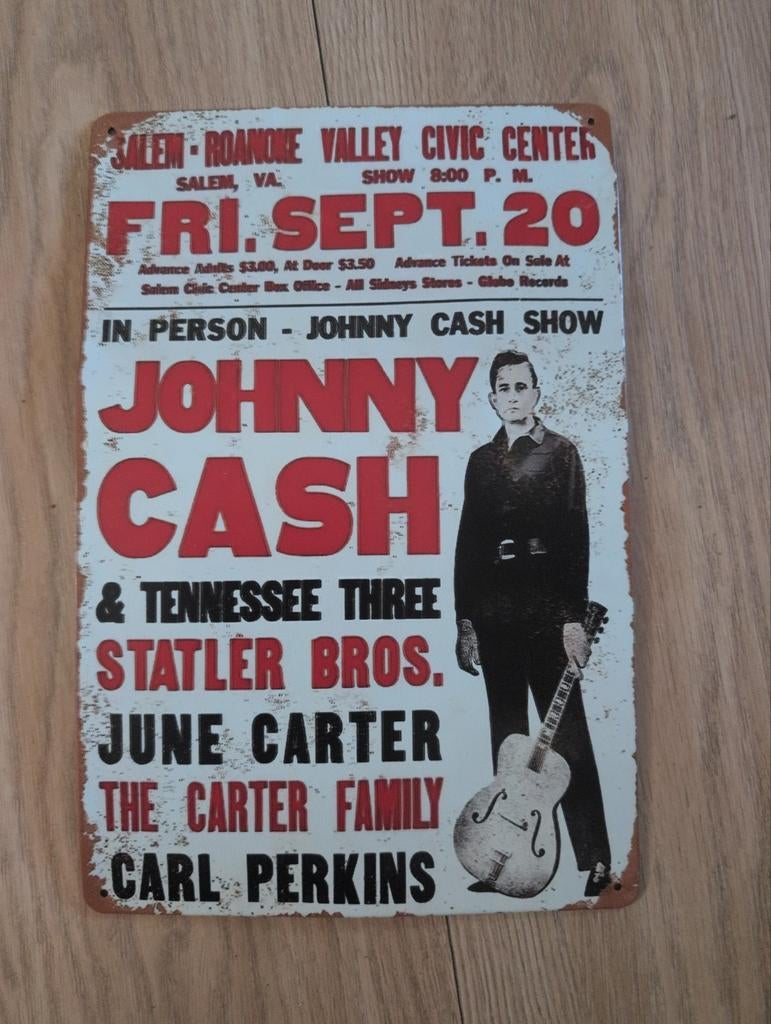 SALEM - ROANOKE VALLEY CIVIC CENTER
SALEM, VA. SHOW 8:00 P. M.
FRI. SEPT. 20
Advance Adults $3.00, At Door $3.50 Advance Tickets On Sale At
Salem Civic Center Box Office - All Sidneys Stores - Globe Records
IN PERSON - JOHNNY CASH SHOW
JOHNNY
CASH
& TENNESSEE THREE
STATLER BROS.
JUNE CARTER
THE CARTER FAMILY
CARL PERKINS